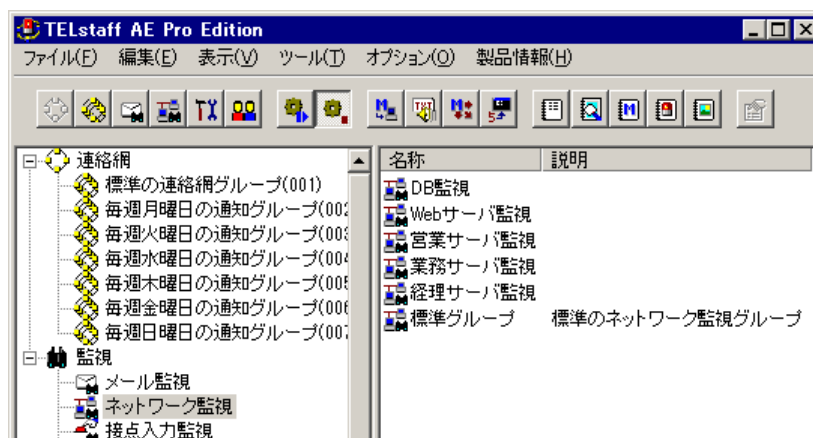 TELstaff AE Pro Edition
ファイル(F) 編集(E) 表示(V) ツール(T) オプション(O) 製品情報(H)
連絡網
標準の連絡網グループ(001)
毎週月曜日の通知グループ(002
毎週火曜日の通知グループ(003
毎週水曜日の通知グループ(004
毎週木曜日の通知グループ(005
毎週金曜日の通知グループ(006
毎週日曜日の通知グループ(007
監視
メール監視
ネットワーク監視
接点入力監視
名称 説明
DB監視
Webサーバ監視
営業サーバ監視
業務サーバ監視
経理サーバ監視
標準グループ 標準のネットワーク監視グループ